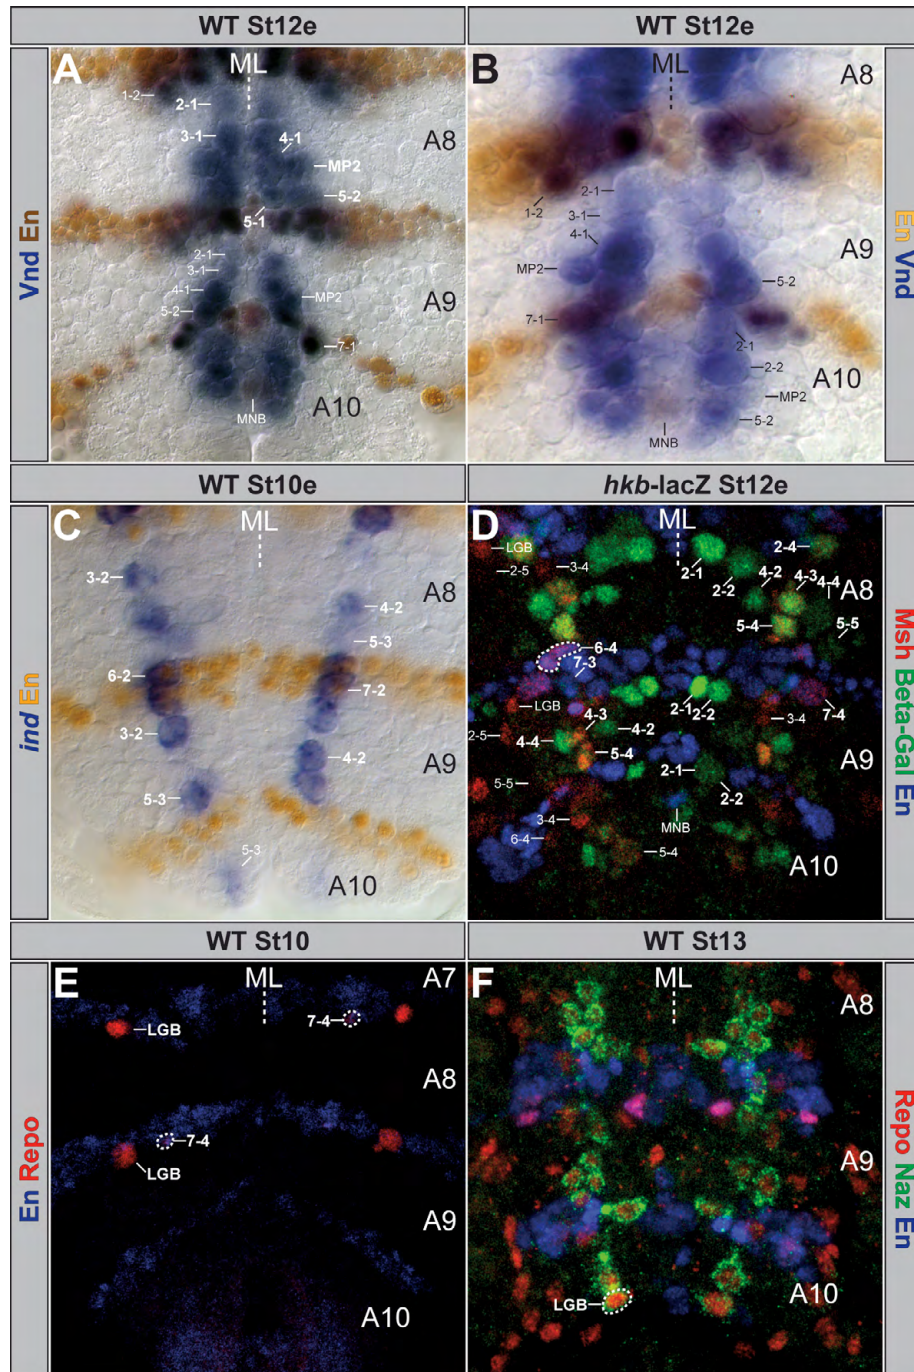 WT St12e
WT St12e
Vnd En
A
ML
1-2
2-1
3-1
4-1
A8
MP2
5-2
5-1
2-1
3-1
4-1
5-2
MP2
A9
7-1
MNB
A10
B
ML
A8
1-2
2-1
3-1
4-1
A9
MP2
5-2
7-1
2-1
2-2
A10
MP2
5-2
MNB
En Vnd
WT St10e
hkb-lacZ St12e
ind En
C
ML
3-2
A8
4-2
5-3
6-2
7-2
3-2
A9
4-2
5-3
5-3
A10
D
ML
LGB
2-5
3-4
2-4
2-1
2-2
4-2
4-3
4-4
A8
5-4
5-5
6-4
7-3
LGB
2-1
2-2
7-4
3-4
2-5
4-3
4-2
4-4
5-4
A9
2-1
5-5
2-2
MNB
3-4
6-4
5-4
A10
Msh Beta-Gal En
WT St10
WT St13
En Repo
E
ML
A7
LGB
7-4
A8
7-4
LGB
A9
A10
F
ML
A8
A9
LGB
A10
Repo Naz En